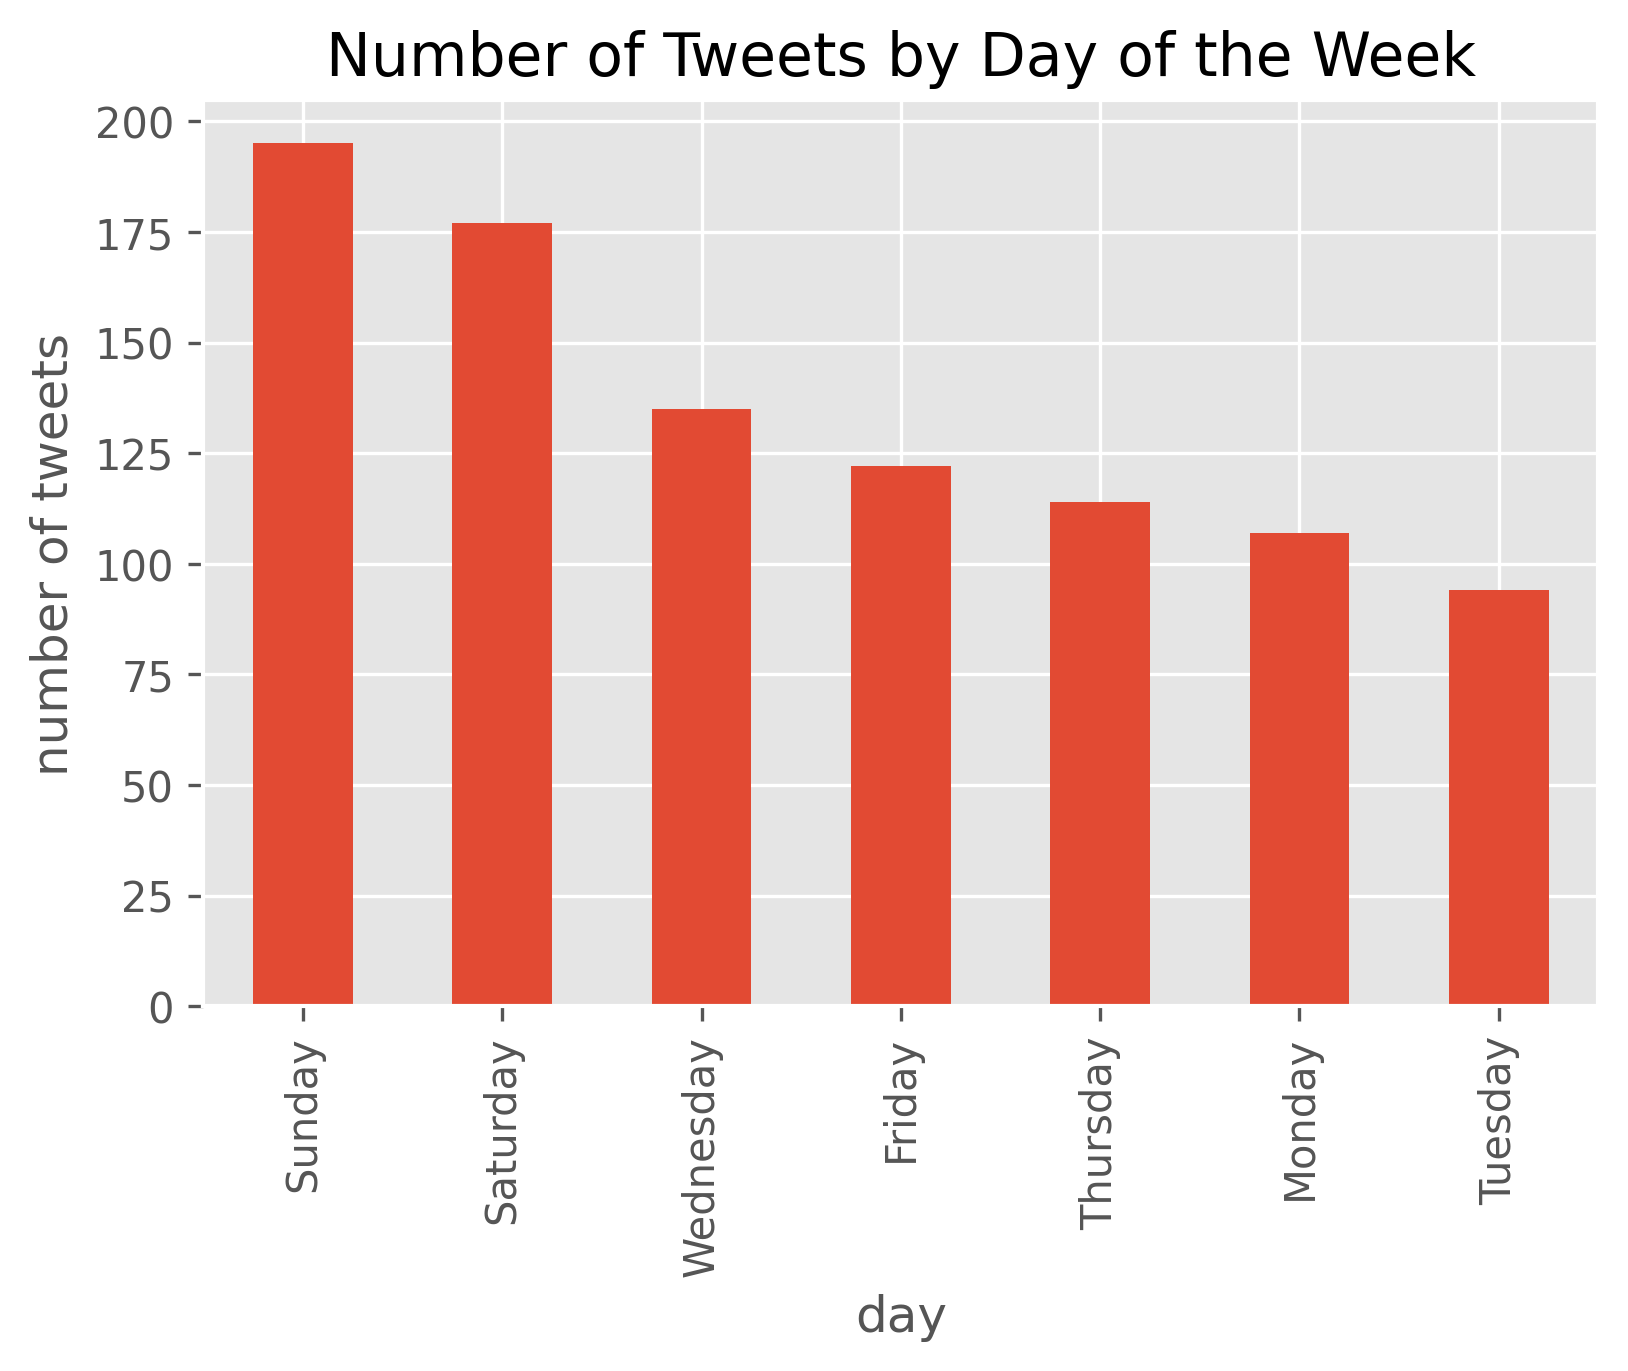 Number of Tweets by Day of the Week
number of tweets
200
175
150
125
100
75
50
25
0
Sunday
Saturday
Wednesday
Friday
Thursday
Monday
Tuesday
day